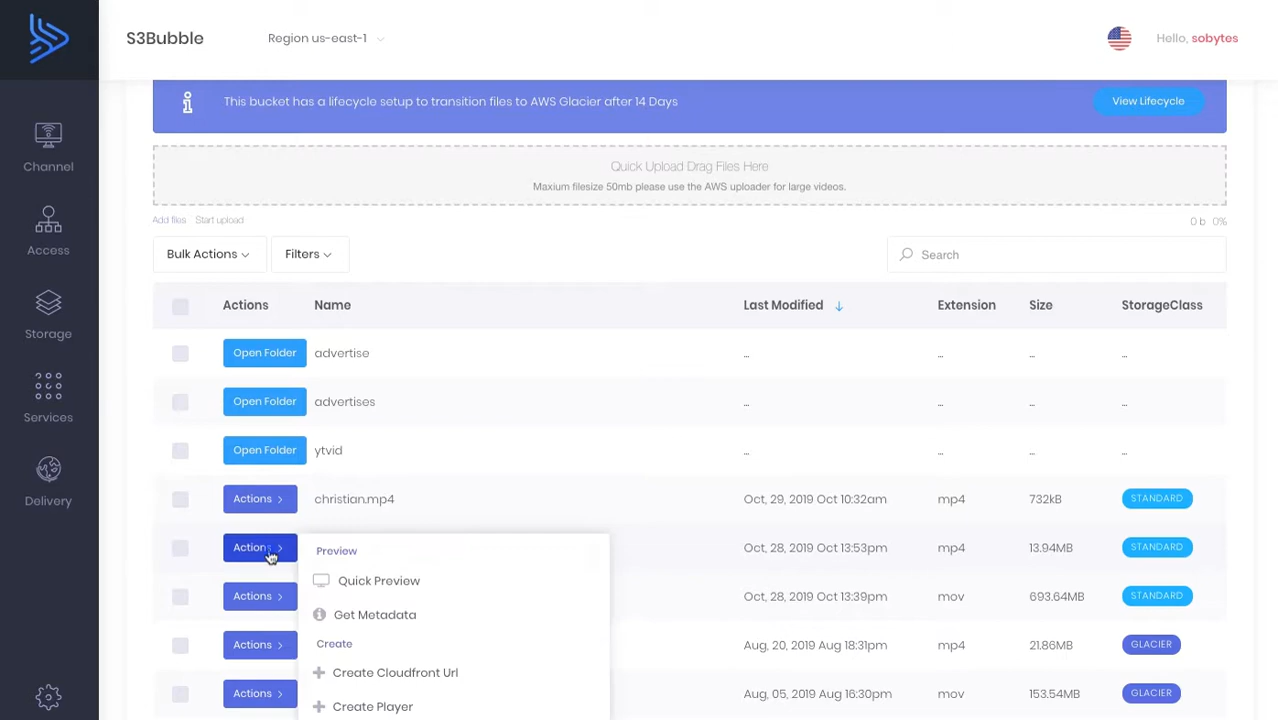 S3Bubble
Region us-east-1
Hello, sobytes
This bucket has a lifecycle setup to transition files to AWS Glacier after 14 Days
View Lifecycle
Channel
Access
Storage
Services
Delivery
Quick Upload Drag Files Here
Maxium filesize 50mb please use the AWS uploader for large videos.
Add files Start upload
0 b 0%
Bulk Actions
Filters
Search
Actions Name Last Modified Extension Size StorageClass
Open Folder advertise ... ... ... ...
Open Folder advertises ... ... ... ...
Open Folder ytvid ... ... ... ...
Actions christian.mp4 Oct, 29, 2019 Oct 10:32am mp4 732kB STANDARD
Actions Oct, 28, 2019 Oct 13:53pm mp4 13.94MB STANDARD
Actions Oct, 28, 2019 Oct 13:39pm mov 693.64MB STANDARD
Actions Aug, 20, 2019 Aug 18:31pm mp4 21.86MB GLACIER
Actions Aug, 05, 2019 Aug 16:30pm mov 153.54MB GLACIER
Preview
Quick Preview
Get Metadata
Create
Create Cloudfront Url
Create Player